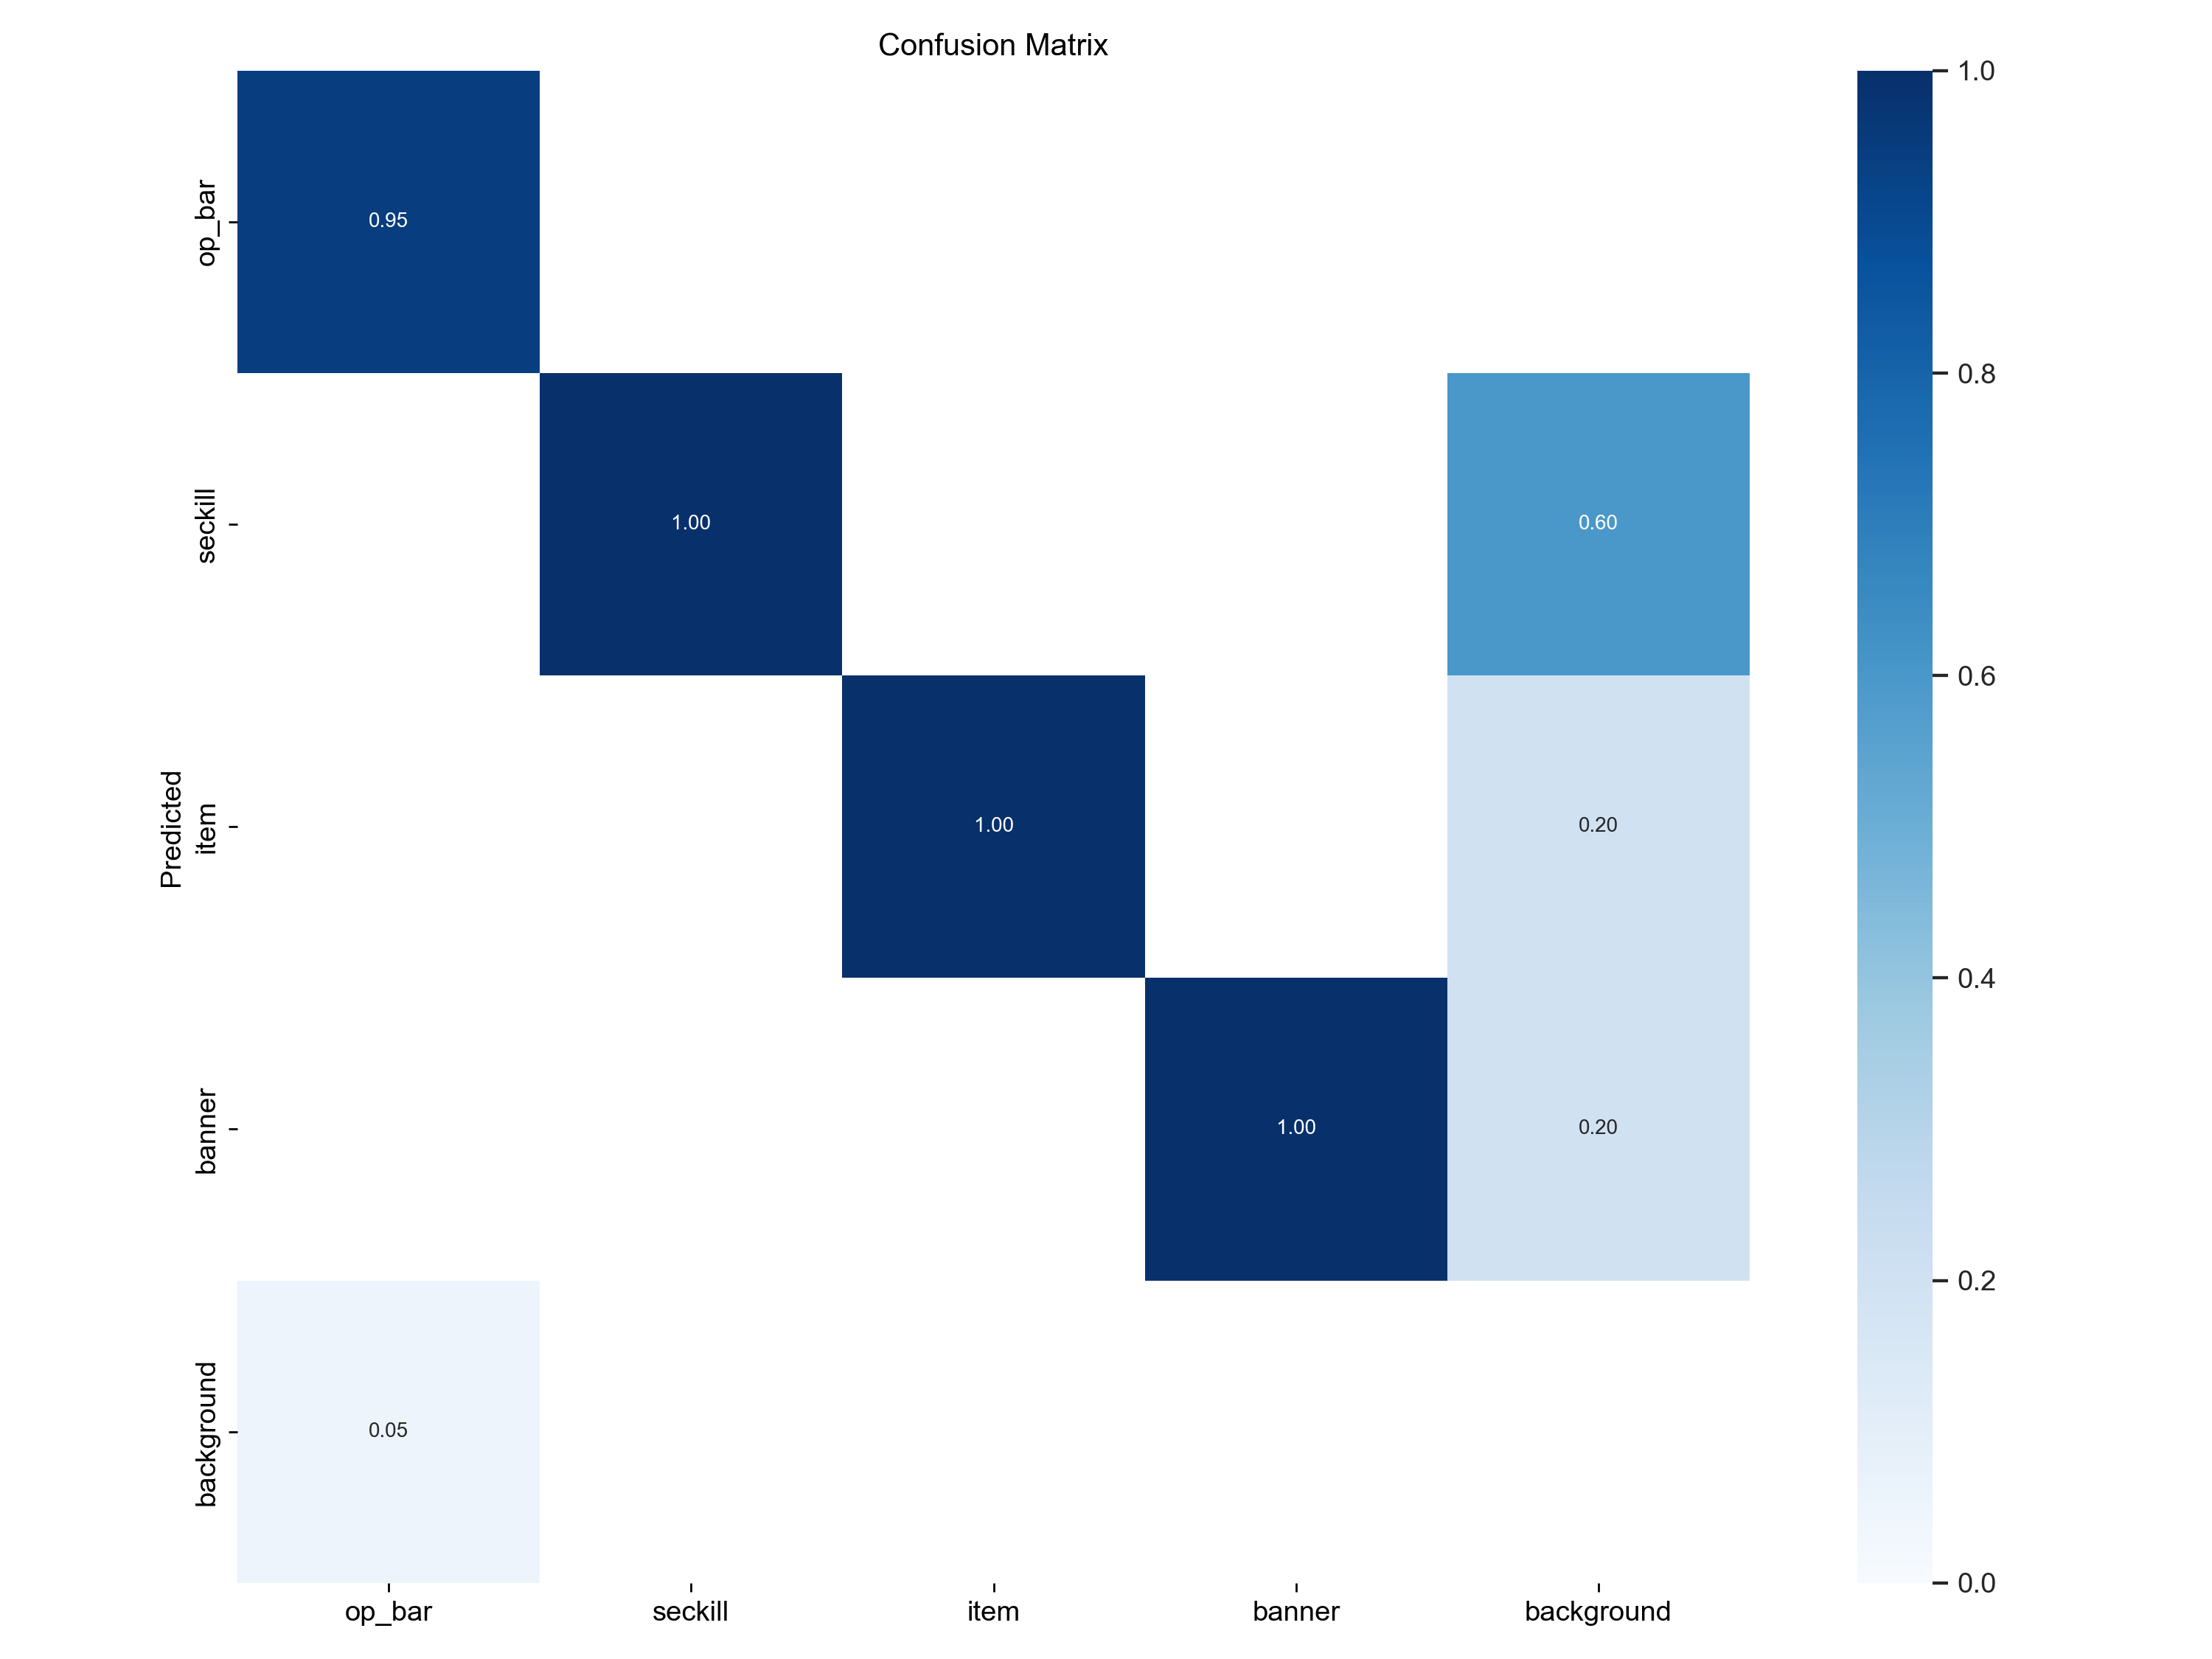 Confusion Matrix
op_bar
seckill
item
banner
background
Predicted
0.95
1.00
0.60
1.00
0.20
1.00
0.20
0.05
op_bar
seckill
item
banner
background
1.0
0.8
0.6
0.4
0.2
0.0